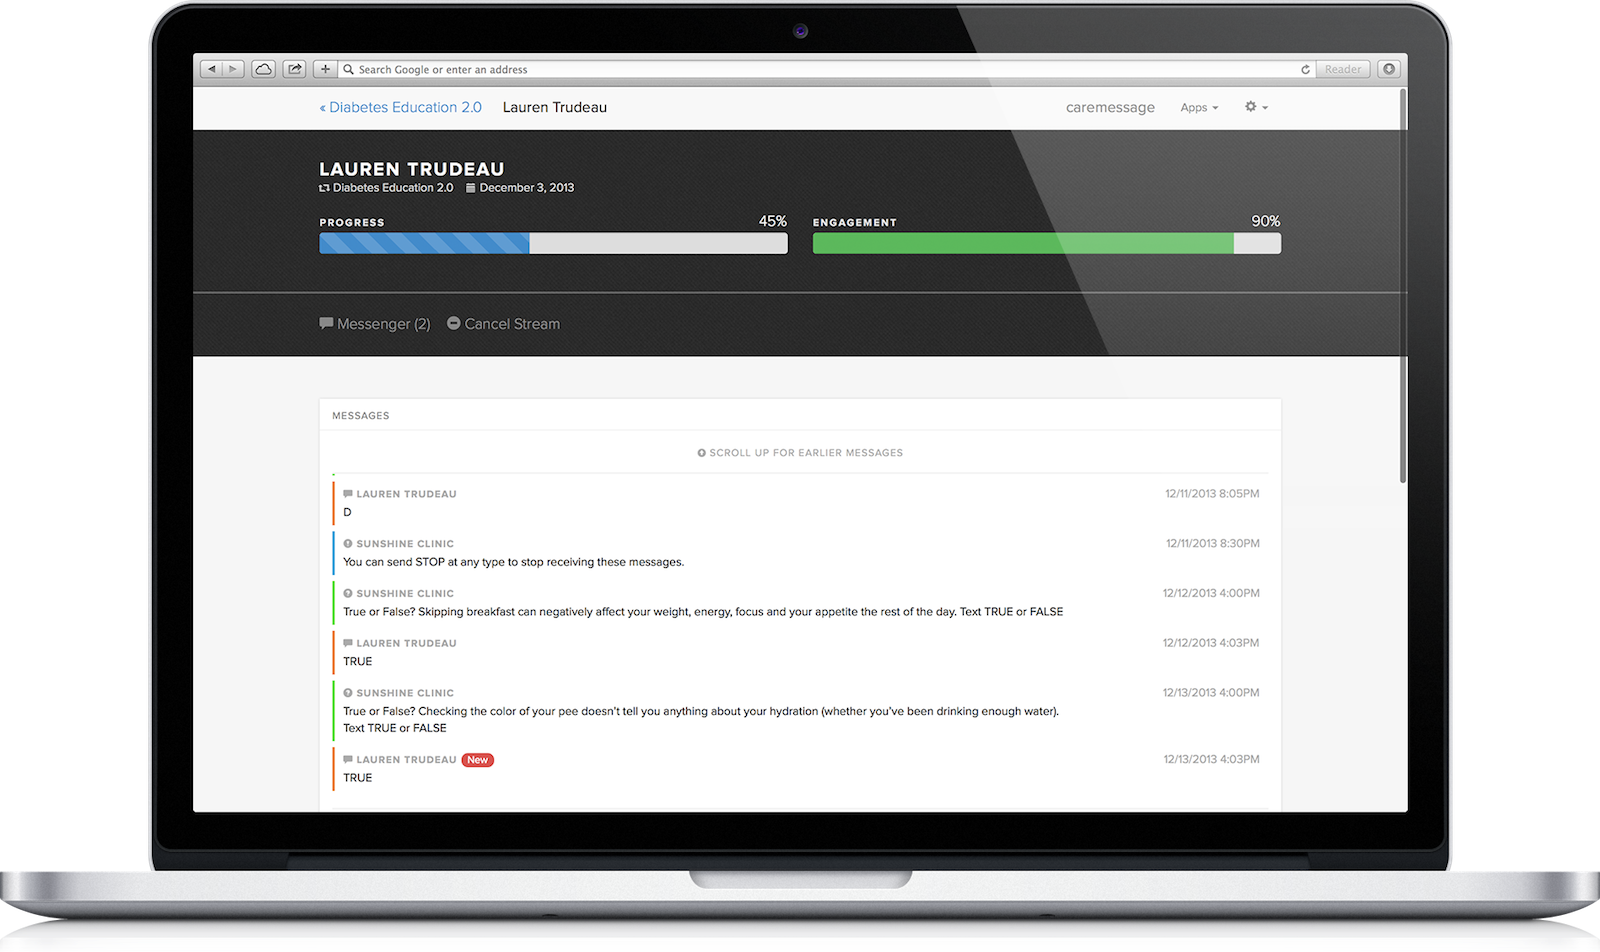 Search Google or enter an address
Reader
« Diabetes Education 2.0 Lauren Trudeau
caremessage Apps
LAUREN TRUDEAU
Diabetes Education 2.0 December 3, 2013
PROGRESS 45%
ENGAGEMENT 90%
Messenger (2) Cancel Stream
MESSAGES
SCROLL UP FOR EARLIER MESSAGES
LAUREN TRUDEAU 12/11/2013 8:05PM
D
SUNSHINE CLINIC 12/11/2013 8:30PM
You can send STOP at any type to stop receiving these messages.
SUNSHINE CLINIC 12/12/2013 4:00PM
True or False? Skipping breakfast can negatively affect your weight, energy, focus and your appetite the rest of the day. Text TRUE or FALSE
LAUREN TRUDEAU 12/12/2013 4:03PM
TRUE
SUNSHINE CLINIC 12/13/2013 4:00PM
True or False? Checking the color of your pee doesn't tell you anything about your hydration (whether you've been drinking enough water).
Text TRUE or FALSE
LAUREN TRUDEAU New 12/13/2013 4:03PM
TRUE